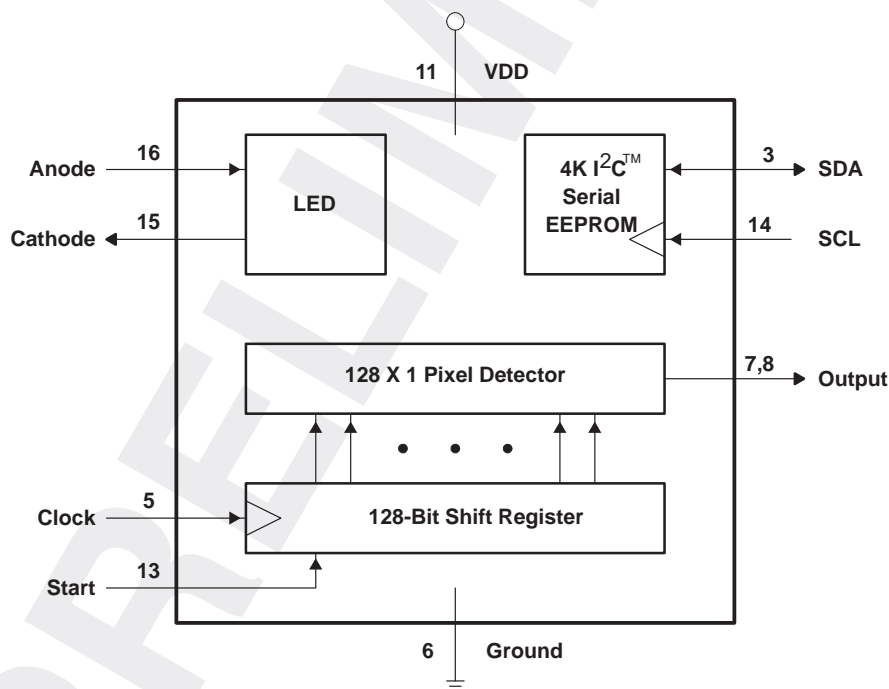 11 VDD
Anode 16
LED
4K I2C™
Serial
EEPROM
3 SDA
Cathode 15
14 SCL
128 X 1 Pixel Detector
7,8 Output
Clock 5
128-Bit Shift Register
Start 13
6 Ground
PRELIM